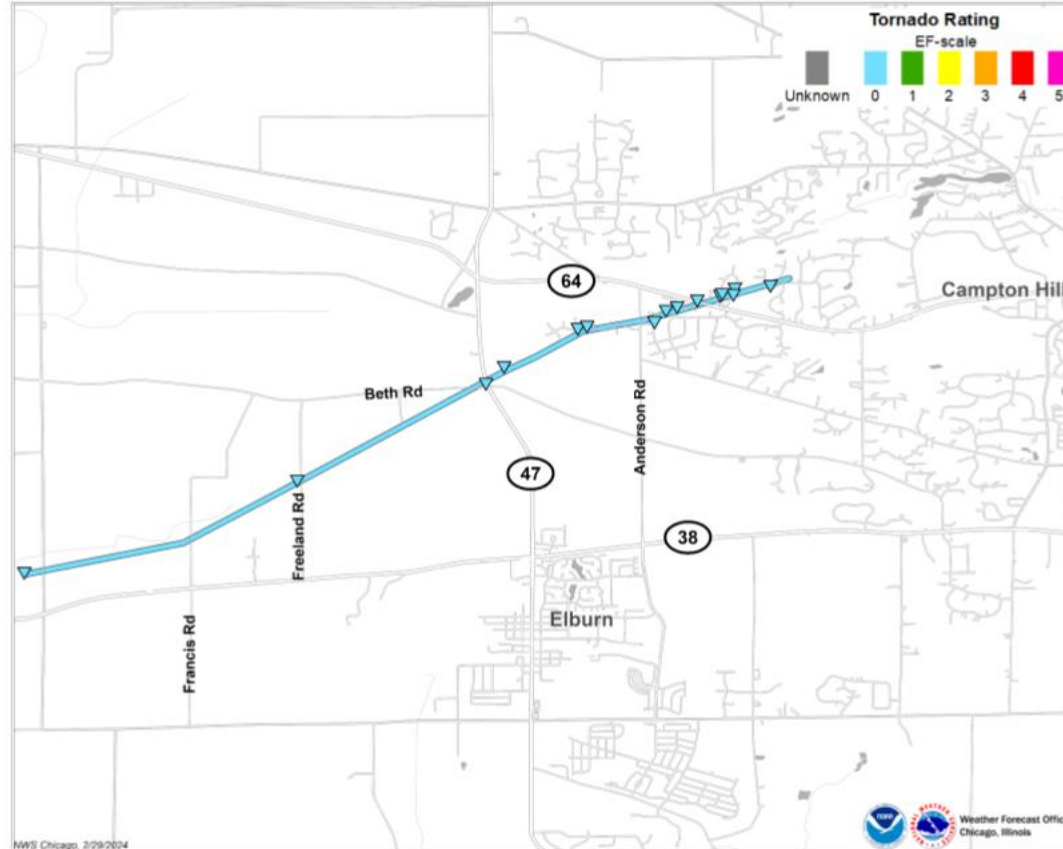 Tornado Rating
EF-scale
Unknown 0 1 2 3 4 5
64
Campton Hill
Beth Rd
Anderson Rd
47
Freeland Rd
38
Francis Rd
Elburn
NWS Chicago, 2/29/2024
Weather Forecast Offic
Chicago, Illinois